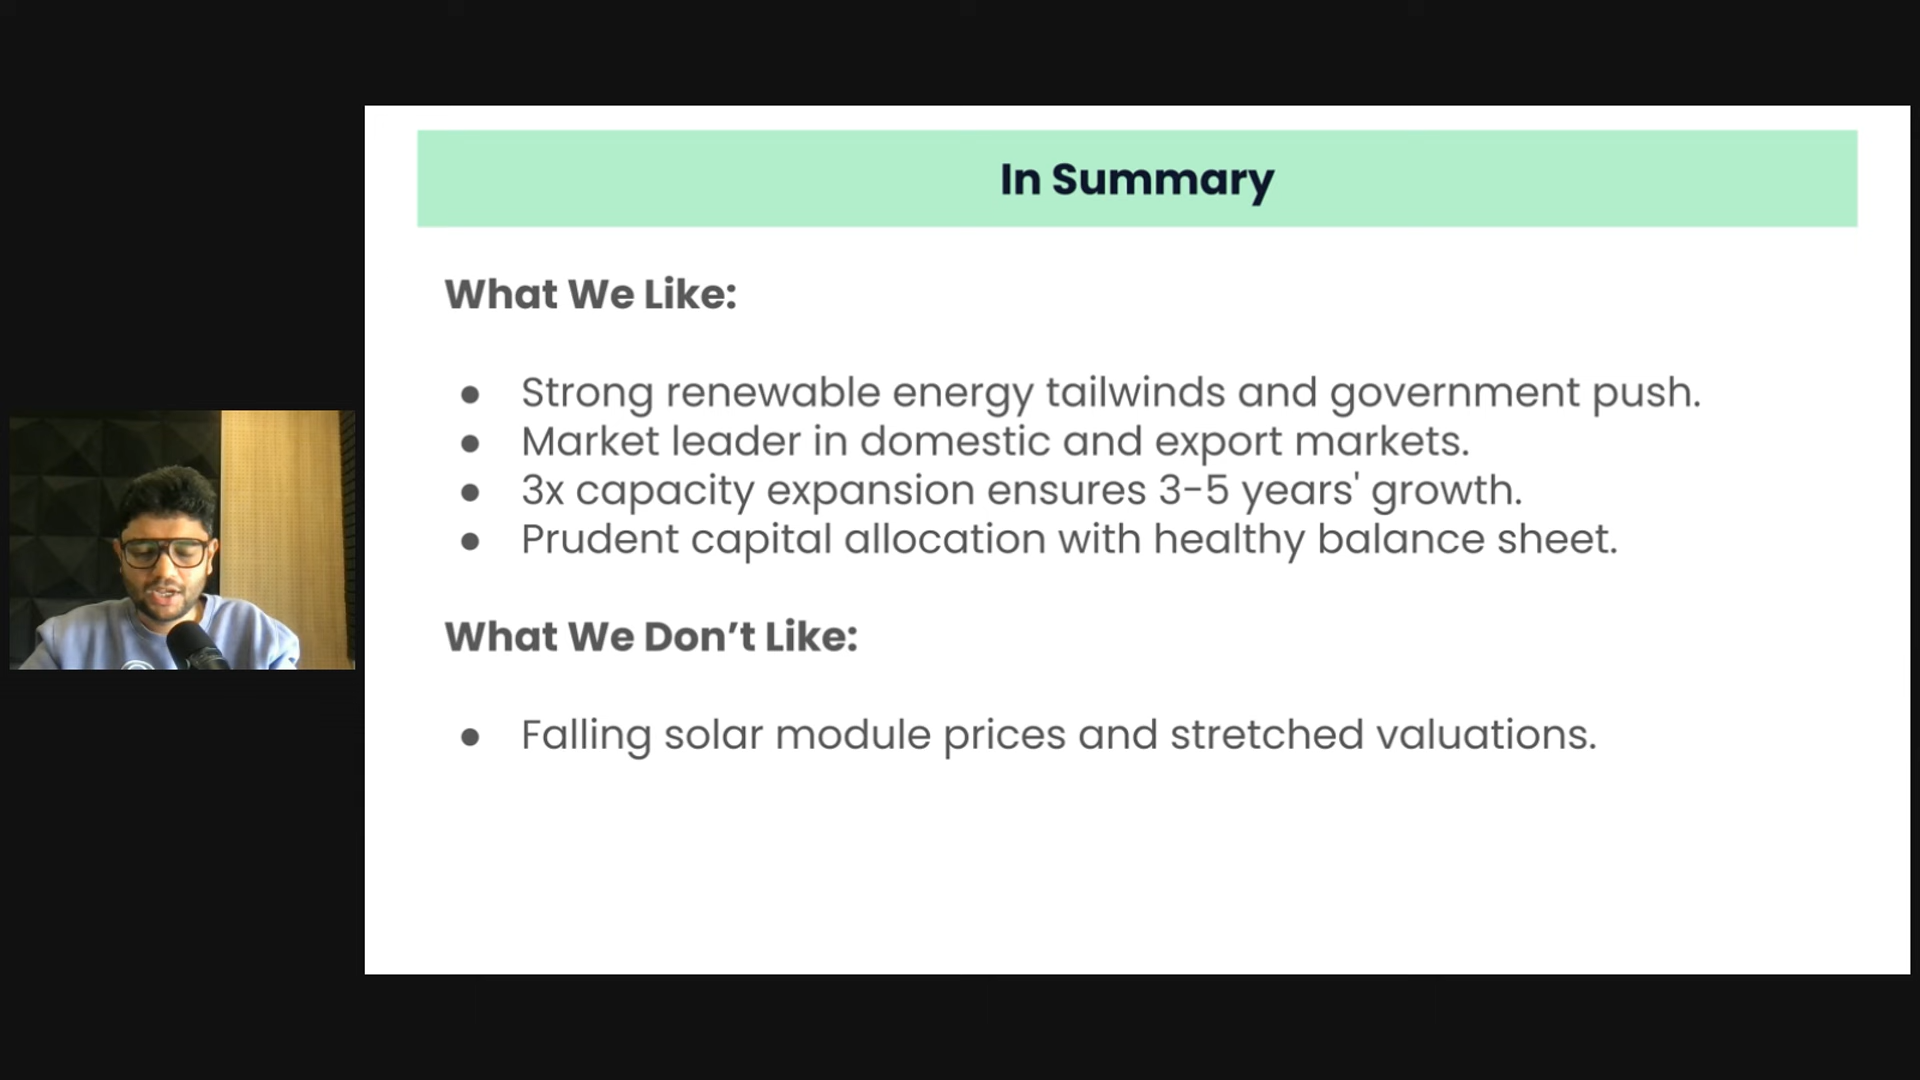 In Summary
What We Like:
● Strong renewable energy tailwinds and government push.
● Market leader in domestic and export markets.
● 3x capacity expansion ensures 3-5 years' growth.
● Prudent capital allocation with healthy balance sheet.
What We Don’t Like:
● Falling solar module prices and stretched valuations.